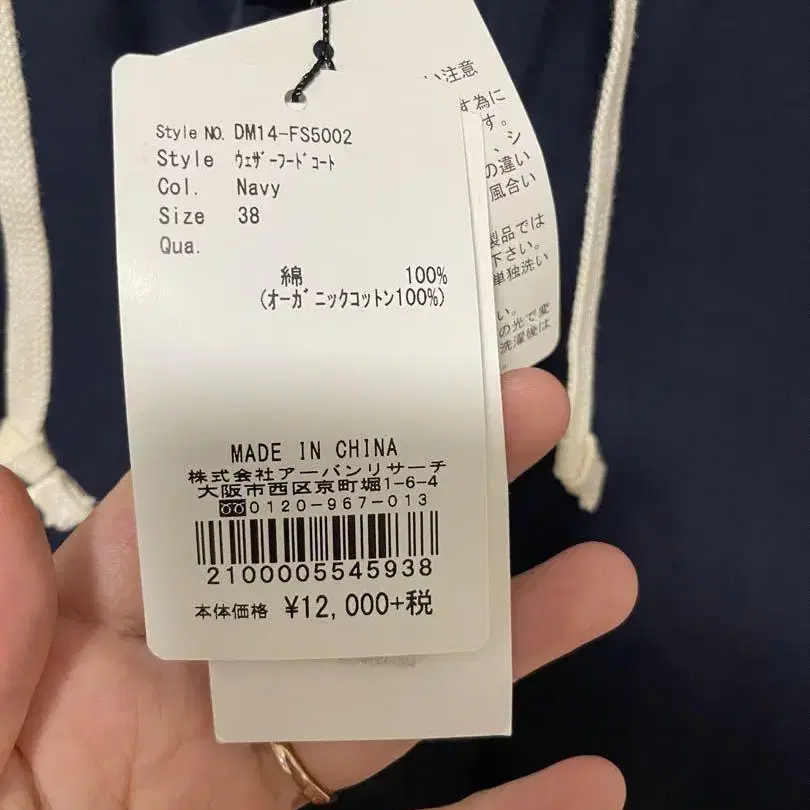 Style NO. DM14-FS5002
Style ウェザーフードコート
Col. Navy
Size 38
Qua.
綿 100%
(オーガニックコットン100%)
MADE IN CHINA
株式会社アーバンリサーチ
大阪市西区京町堀1-6-4
0120-967-013
2100005545938
本体価格 ¥12,000+税
い注意
す為に
す。
、シ
の違い
風合い
製品では
下さい。
単独洗い
い。
の光で変
洗濯後は